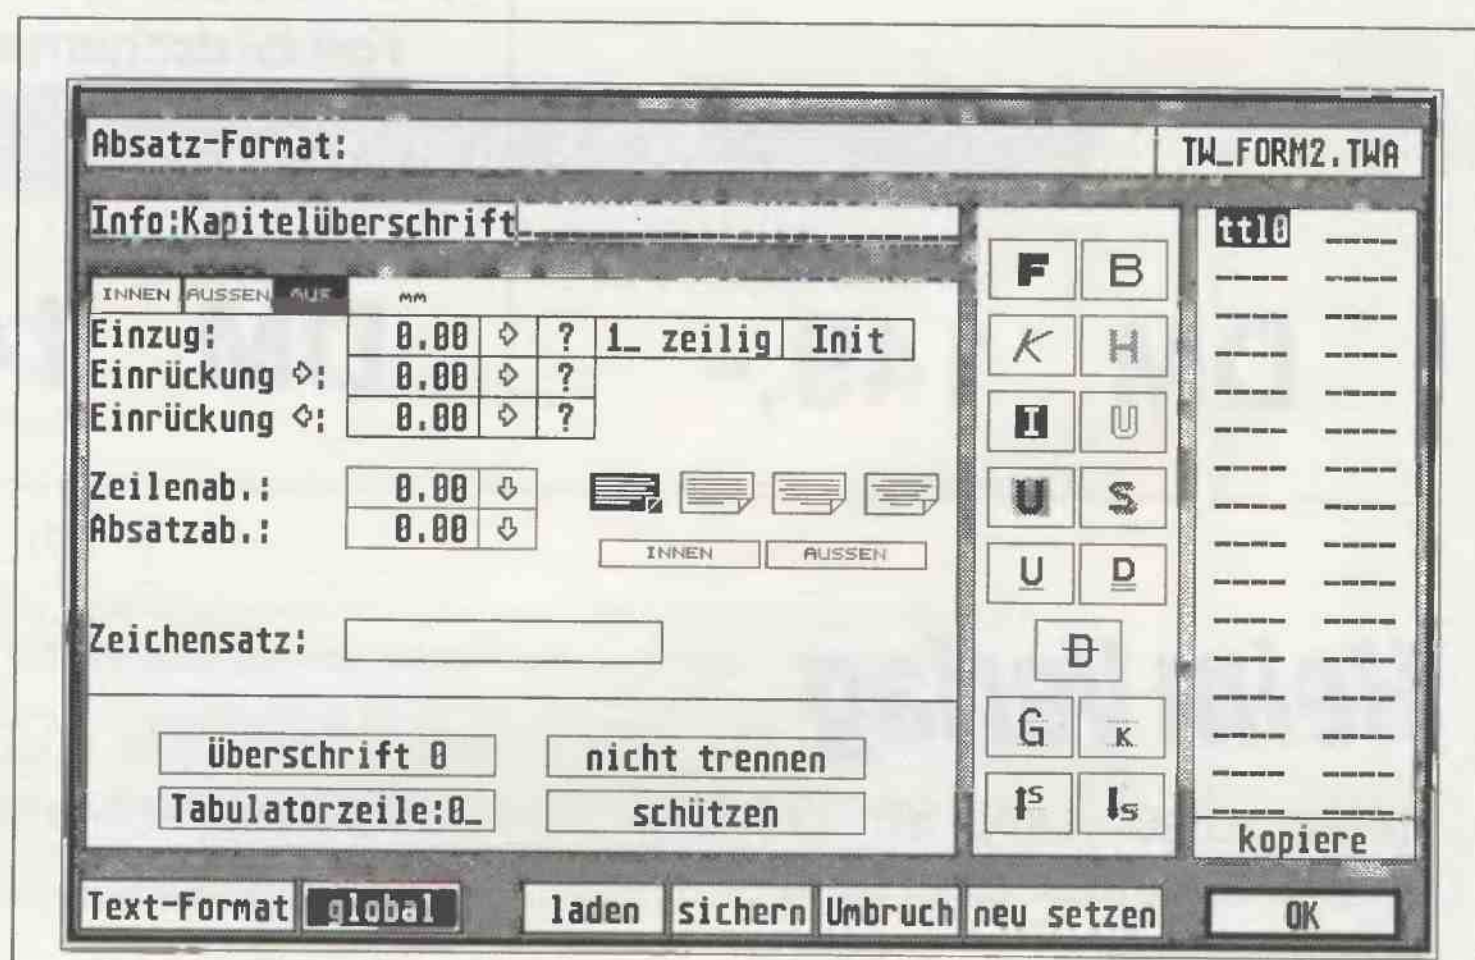 Absatz-Format:
TW_FORM2.TWA
Info:Kapitelüberschrift
INNEN AUSSEN AUS mm
Einzug: 0.00 ? 1_ zeilig Init
Einrückung ⇨: 0.00 ?
Einrückung ⇦: 0.00 ?
Zeilenab.: 0.00
Absatzab.: 0.00
INNEN AUSSEN
Zeichensatz:
Überschrift 0 nicht trennen
Tabulatorzeile:0_ schützen
F B
K H
I U
U S
U D
D
G K
S S
ttl0
kopiere
Text-Format global laden sichern Umbruch neu setzen OK